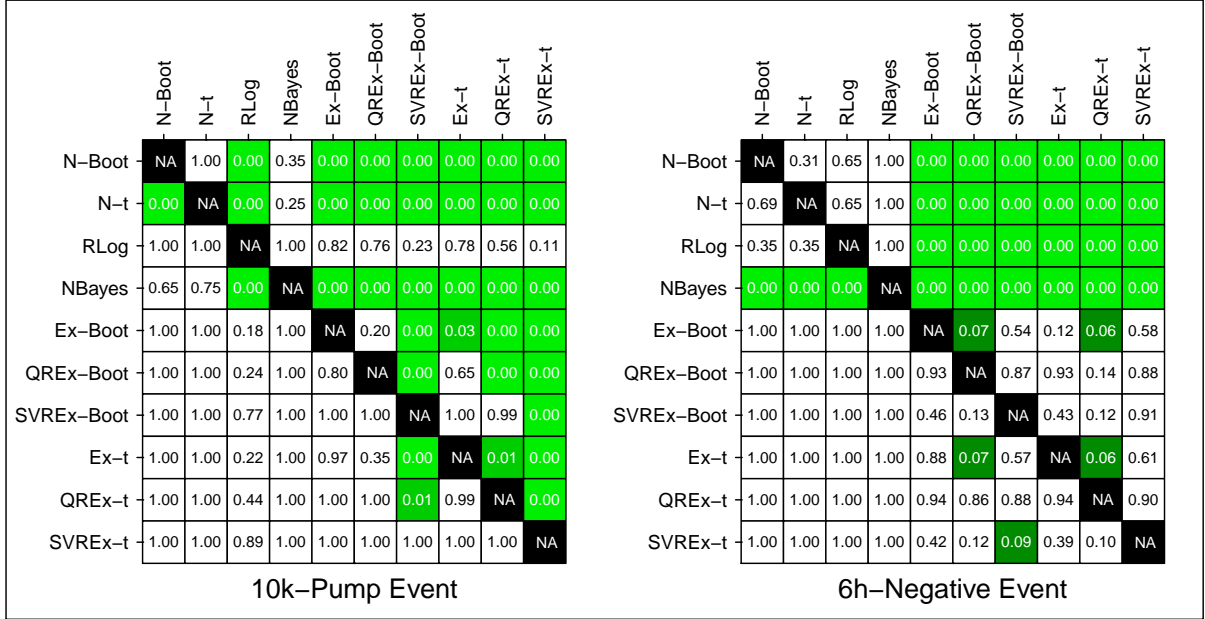 N−Boot N−t RLog NBayes Ex−Boot QREx−Boot SVREx−Boot Ex−t QREx−t SVREx−t
N−Boot NA 1.00 0.00 0.35 0.00 0.00 0.00 0.00 0.00 0.00
N−t 0.00 NA 0.00 0.25 0.00 0.00 0.00 0.00 0.00 0.00
RLog 1.00 1.00 NA 1.00 0.82 0.76 0.23 0.78 0.56 0.11
NBayes 0.65 0.75 0.00 NA 0.00 0.00 0.00 0.00 0.00 0.00
Ex−Boot 1.00 1.00 0.18 1.00 NA 0.20 0.00 0.03 0.00 0.00
QREx−Boot 1.00 1.00 0.24 1.00 0.80 NA 0.00 0.65 0.00 0.00
SVREx−Boot 1.00 1.00 0.77 1.00 1.00 1.00 NA 1.00 0.99 0.00
Ex−t 1.00 1.00 0.22 1.00 0.97 0.35 0.00 NA 0.01 0.00
QREx−t 1.00 1.00 0.44 1.00 1.00 1.00 0.01 0.99 NA 0.00
SVREx−t 1.00 1.00 0.89 1.00 1.00 1.00 1.00 1.00 1.00 NA
10k−Pump Event
N−Boot N−t RLog NBayes Ex−Boot QREx−Boot SVREx−Boot Ex−t QREx−t SVREx−t
N−Boot NA 0.31 0.65 1.00 0.00 0.00 0.00 0.00 0.00 0.00
N−t 0.69 NA 0.65 1.00 0.00 0.00 0.00 0.00 0.00 0.00
RLog 0.35 0.35 NA 1.00 0.00 0.00 0.00 0.00 0.00 0.00
NBayes 0.00 0.00 0.00 NA 0.00 0.00 0.00 0.00 0.00 0.00
Ex−Boot 1.00 1.00 1.00 1.00 NA 0.07 0.54 0.12 0.06 0.58
QREx−Boot 1.00 1.00 1.00 1.00 0.93 NA 0.87 0.93 0.14 0.88
SVREx−Boot 1.00 1.00 1.00 1.00 0.46 0.13 NA 0.43 0.12 0.91
Ex−t 1.00 1.00 1.00 1.00 0.88 0.07 0.57 NA 0.06 0.61
QREx−t 1.00 1.00 1.00 1.00 0.94 0.86 0.88 0.94 NA 0.90
SVREx−t 1.00 1.00 1.00 1.00 0.42 0.12 0.09 0.39 0.10 NA
6h−Negative Event